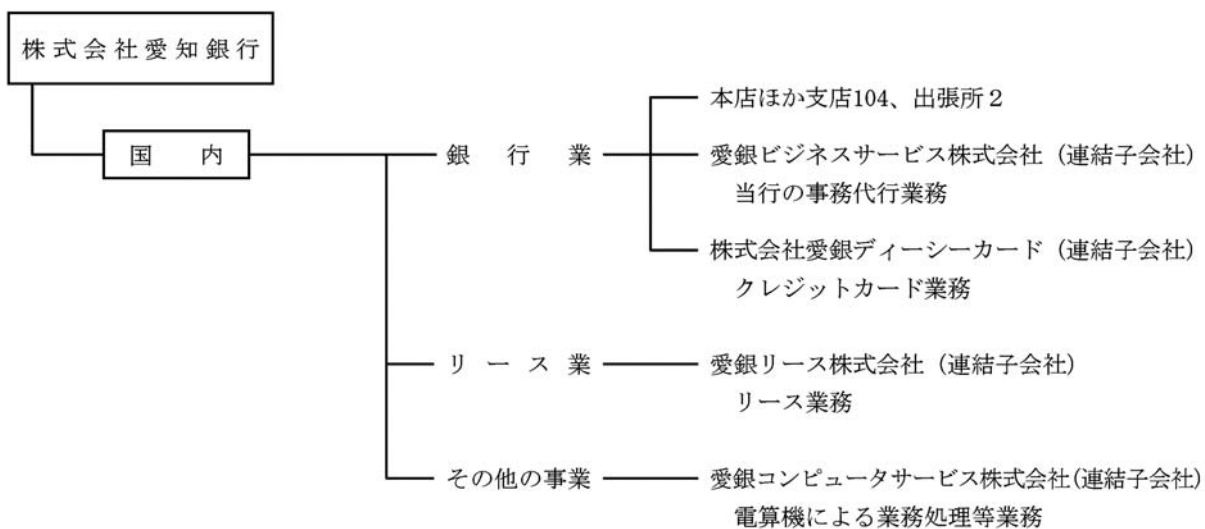 株式会社愛知銀行
国内
銀行業
本店ほか支店104、出張所2
愛銀ビジネスサービス株式会社（連結子会社）
当行の事務代行業務
株式会社愛銀ディーシーカード（連結子会社）
クレジットカード業務
リース業
愛銀リース株式会社（連結子会社）
リース業務
その他の事業
愛銀コンピュータサービス株式会社(連結子会社)
電算機による業務処理等業務